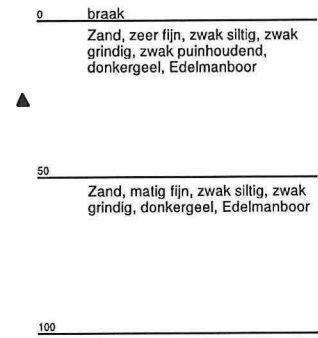 0 braak
Zand, zeer fijn, zwak siltig, zwak
grindig, zwak puinhoudend,
donkergeel, Edelmanboor
50
Zand, matig fijn, zwak siltig, zwak
grindig, donkergeel, Edelmanboor
100